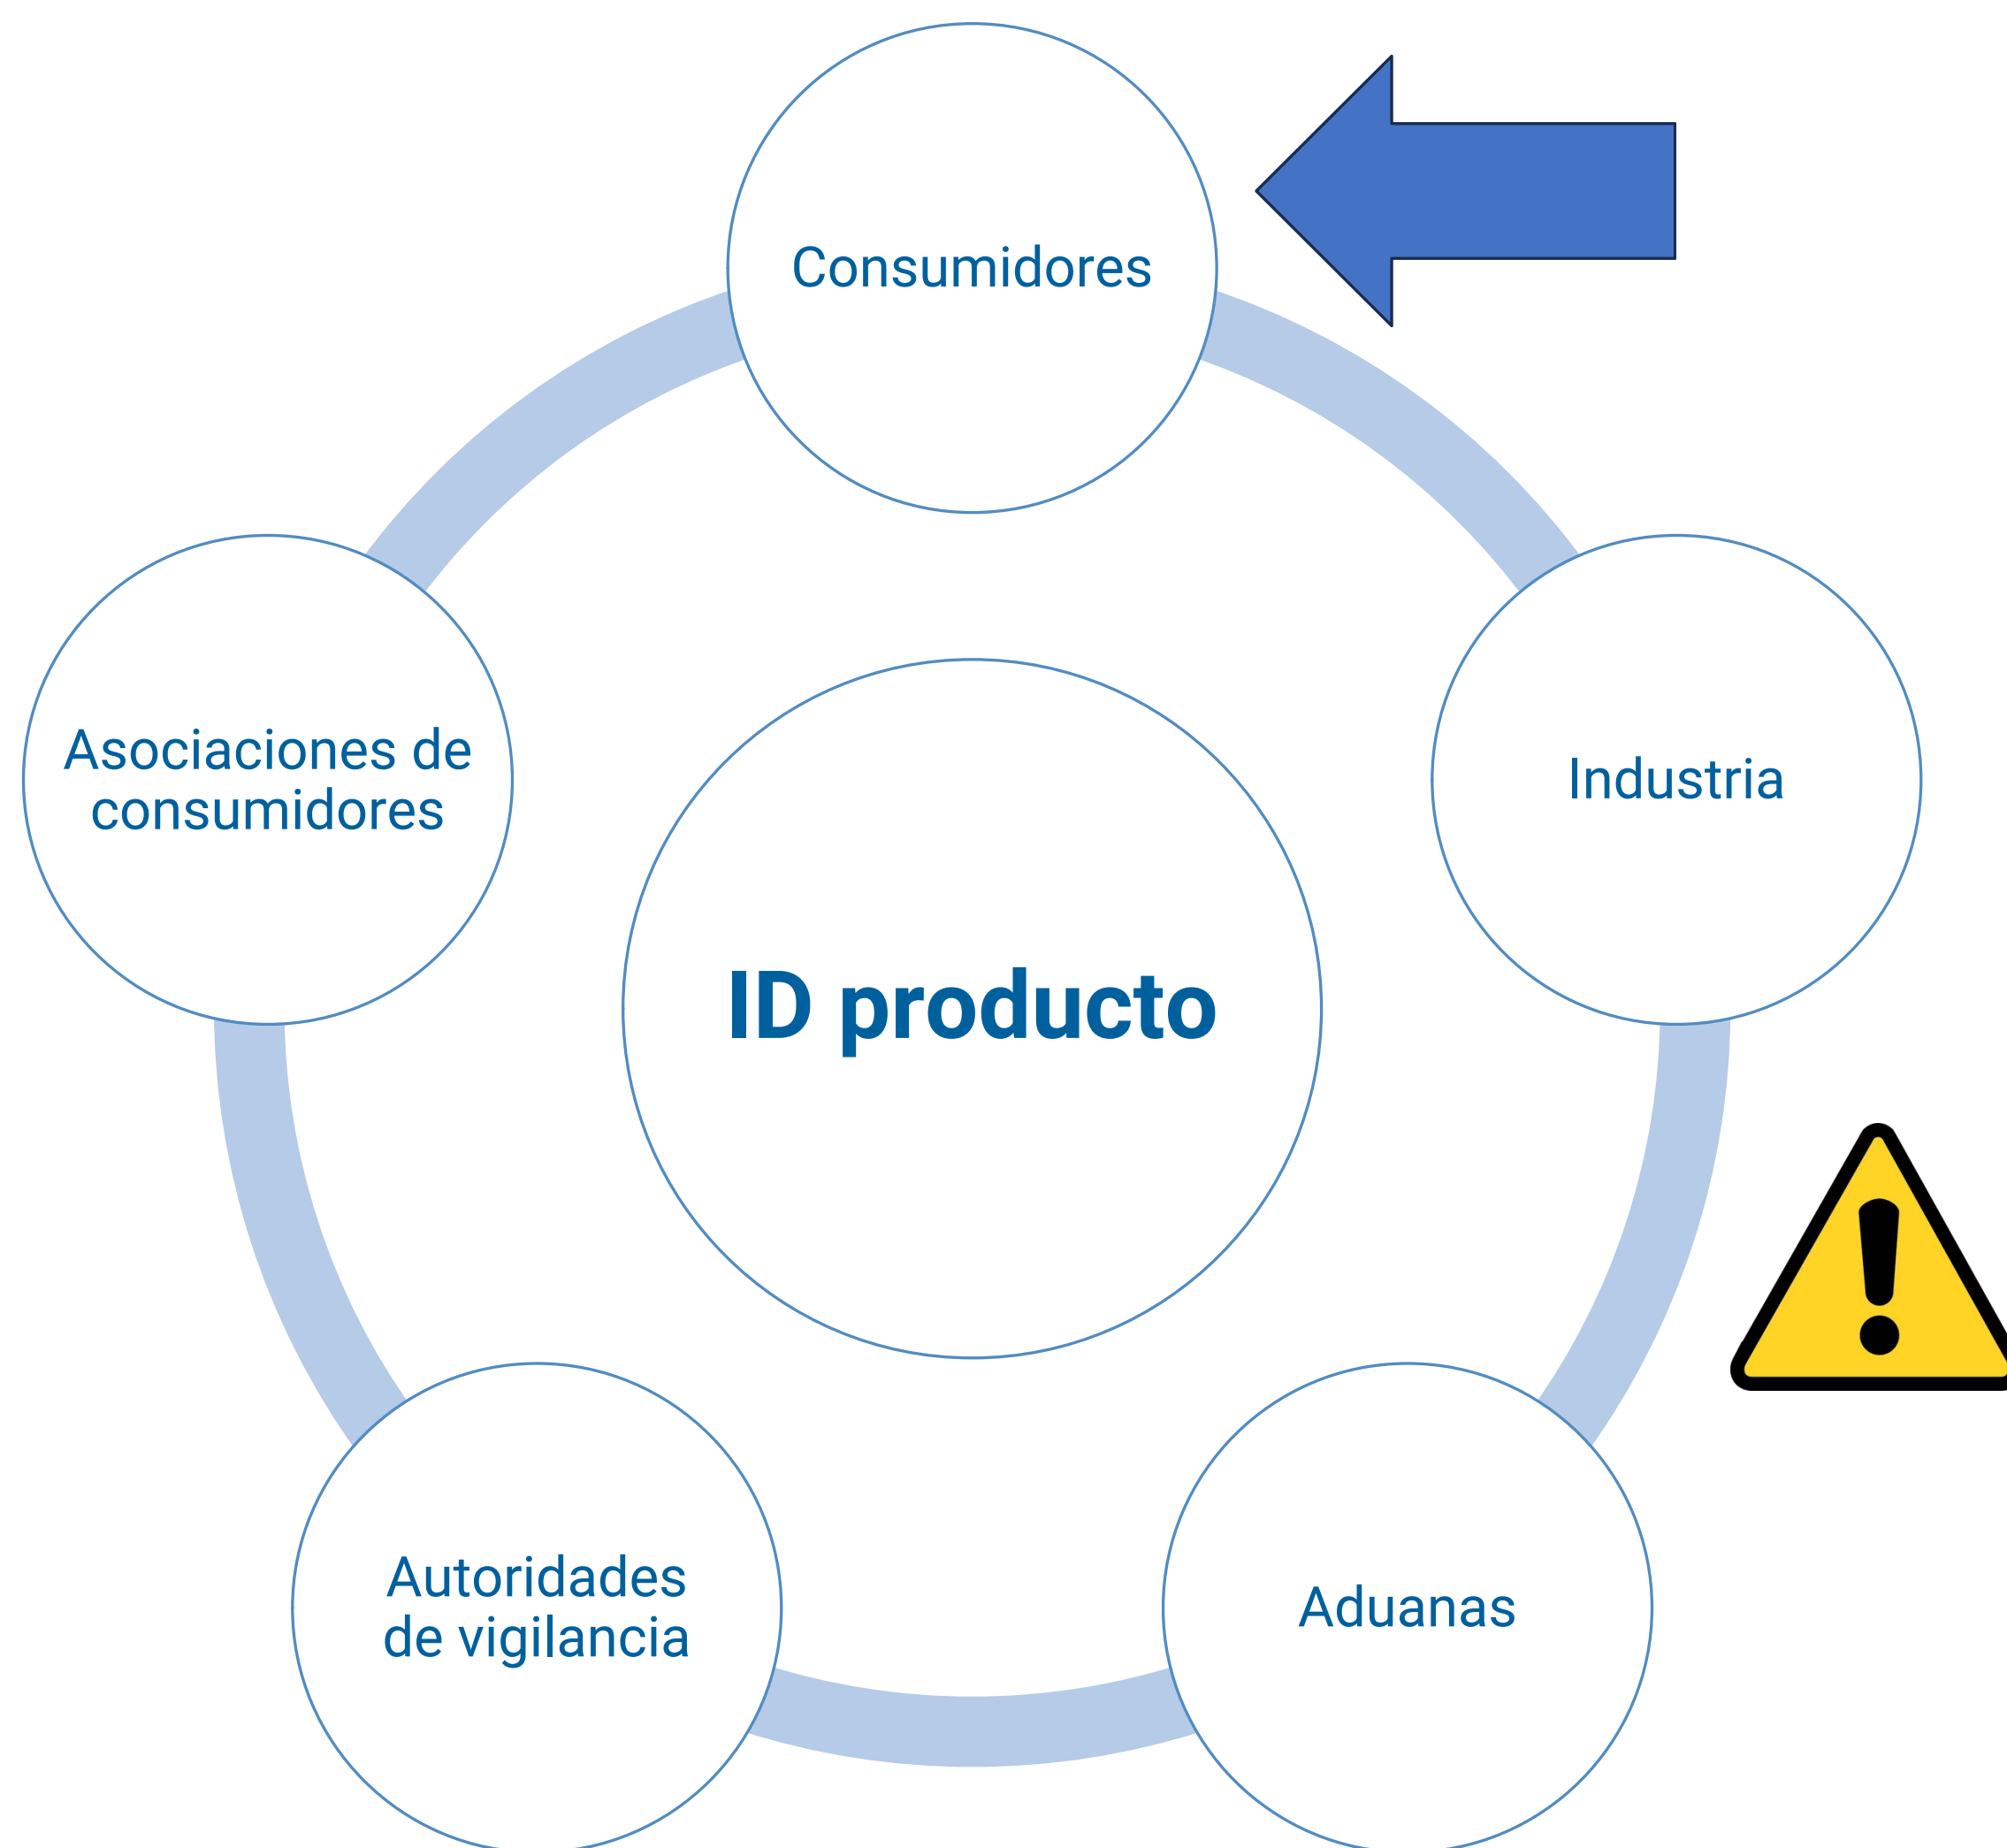 Consumidores
Asociaciones de
consumidores
Industria
ID producto
Autoridades
de vigilancia
Aduanas